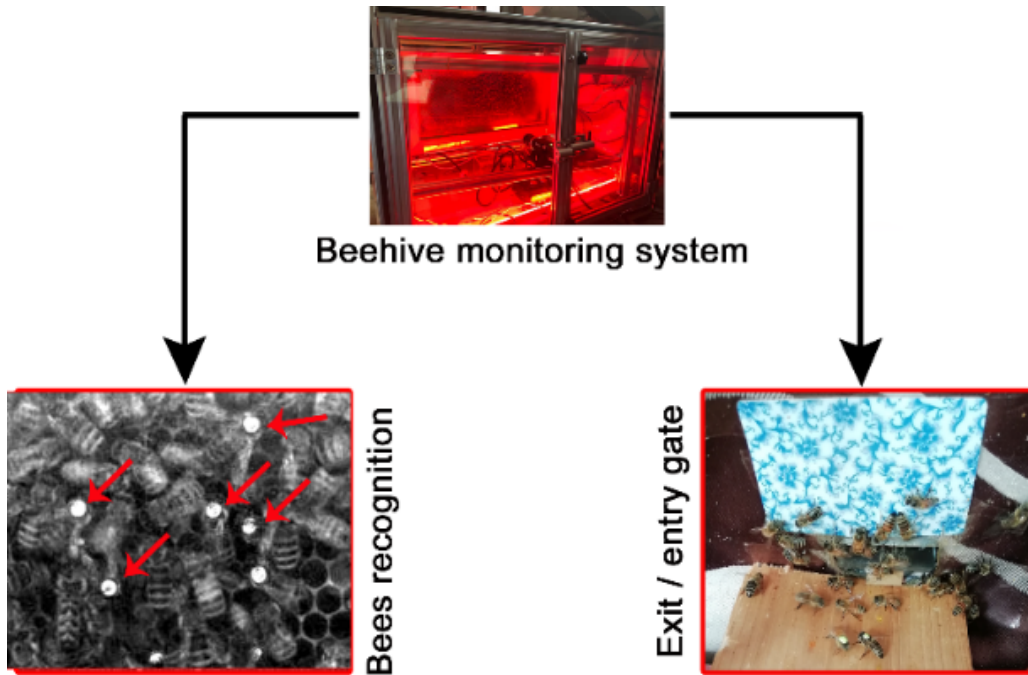 Beehive monitoring system
Bees recognition
Exit / entry gate